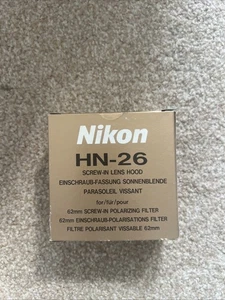 Nikon
HN-26
SCREW-IN LENS HOOD
EINSCHRAUB-FASSUNG SONNENBLENDE
PARASOLEIL VISSANT
for/für/pour
62mm SCREW-IN POLARIZING FILTER
62mm EINSCHRAUB-POLARISATIONS FILTER
FILTRE POLARISANT VISSABLE 62mm